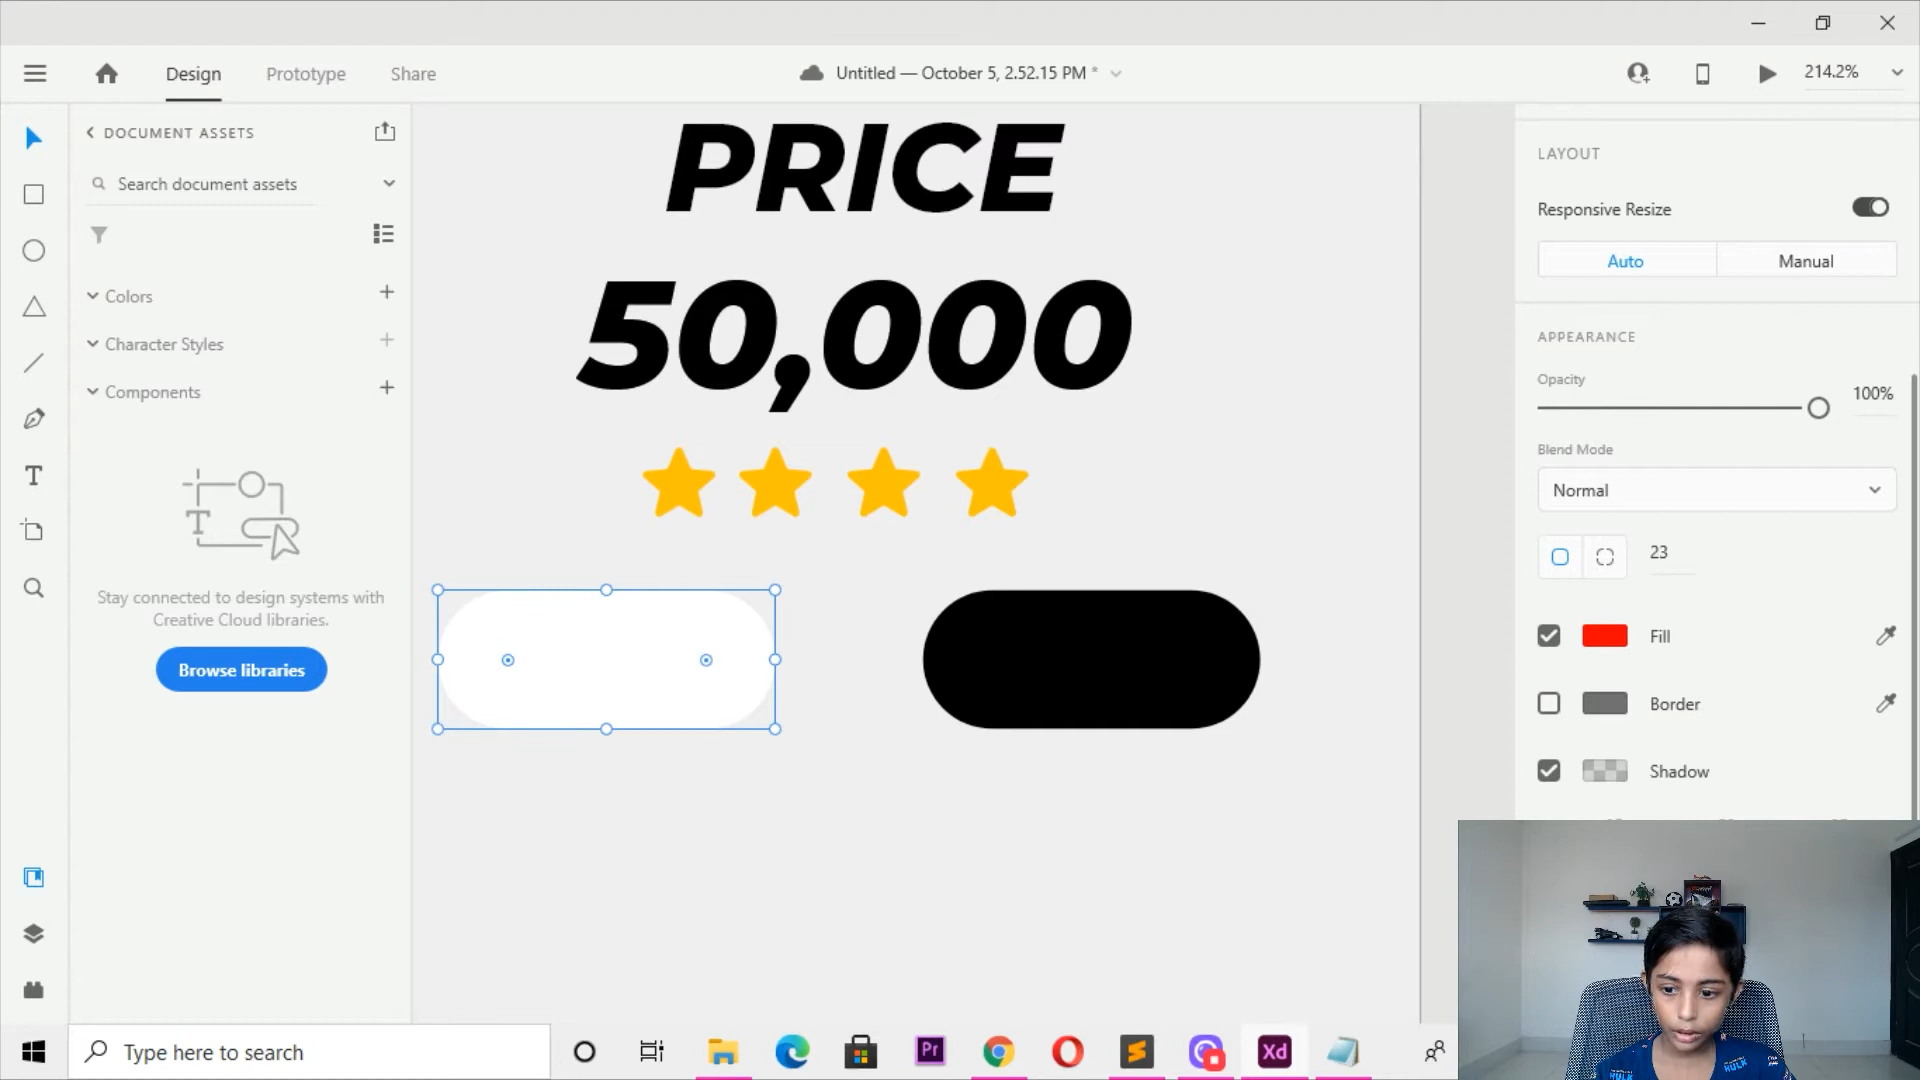 Design
Prototype
Share
Untitled — October 5, 2.52.15 PM *
214.2%
DOCUMENT ASSETS
Search document assets
Colors
Character Styles
Components
T
Stay connected to design systems with
Creative Cloud libraries.
Browse libraries
PRICE
50,000
LAYOUT
Responsive Resize
Auto
Manual
APPEARANCE
Opacity
100%
Blend Mode
Normal
23
Fill
Border
Shadow
Type here to search
Pr
Xd
HULK
HULK